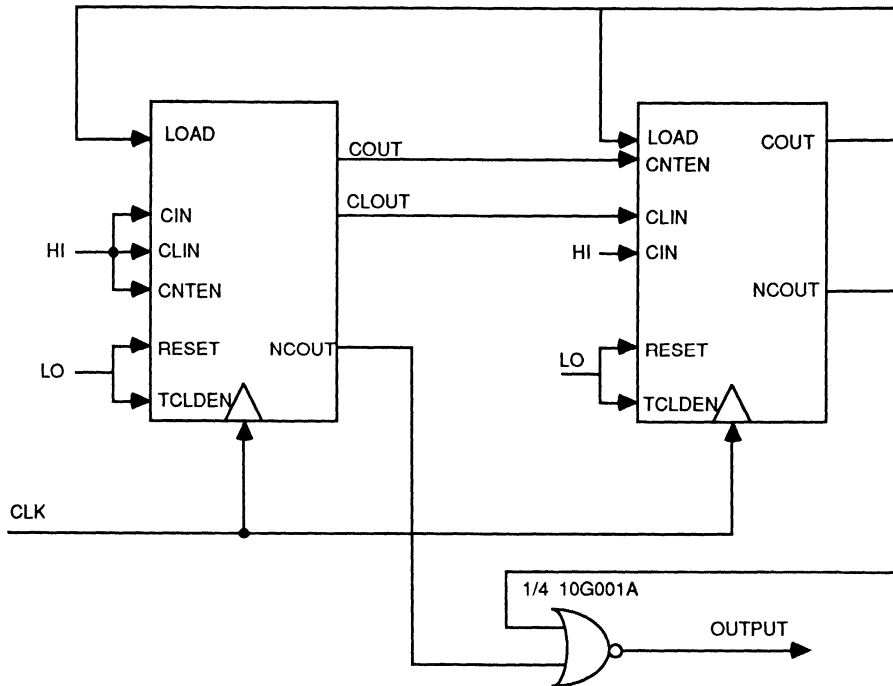 LOAD
CIN
HI
CLIN
CNTEN
RESET
NCOUT
LO
TCLDEN
COUT
CLOUT
LOAD
COUT
CNTEN
CLIN
HI
CIN
NCOUT
RESET
LO
TCLDEN
CLK
1/4 10G001A
OUTPUT